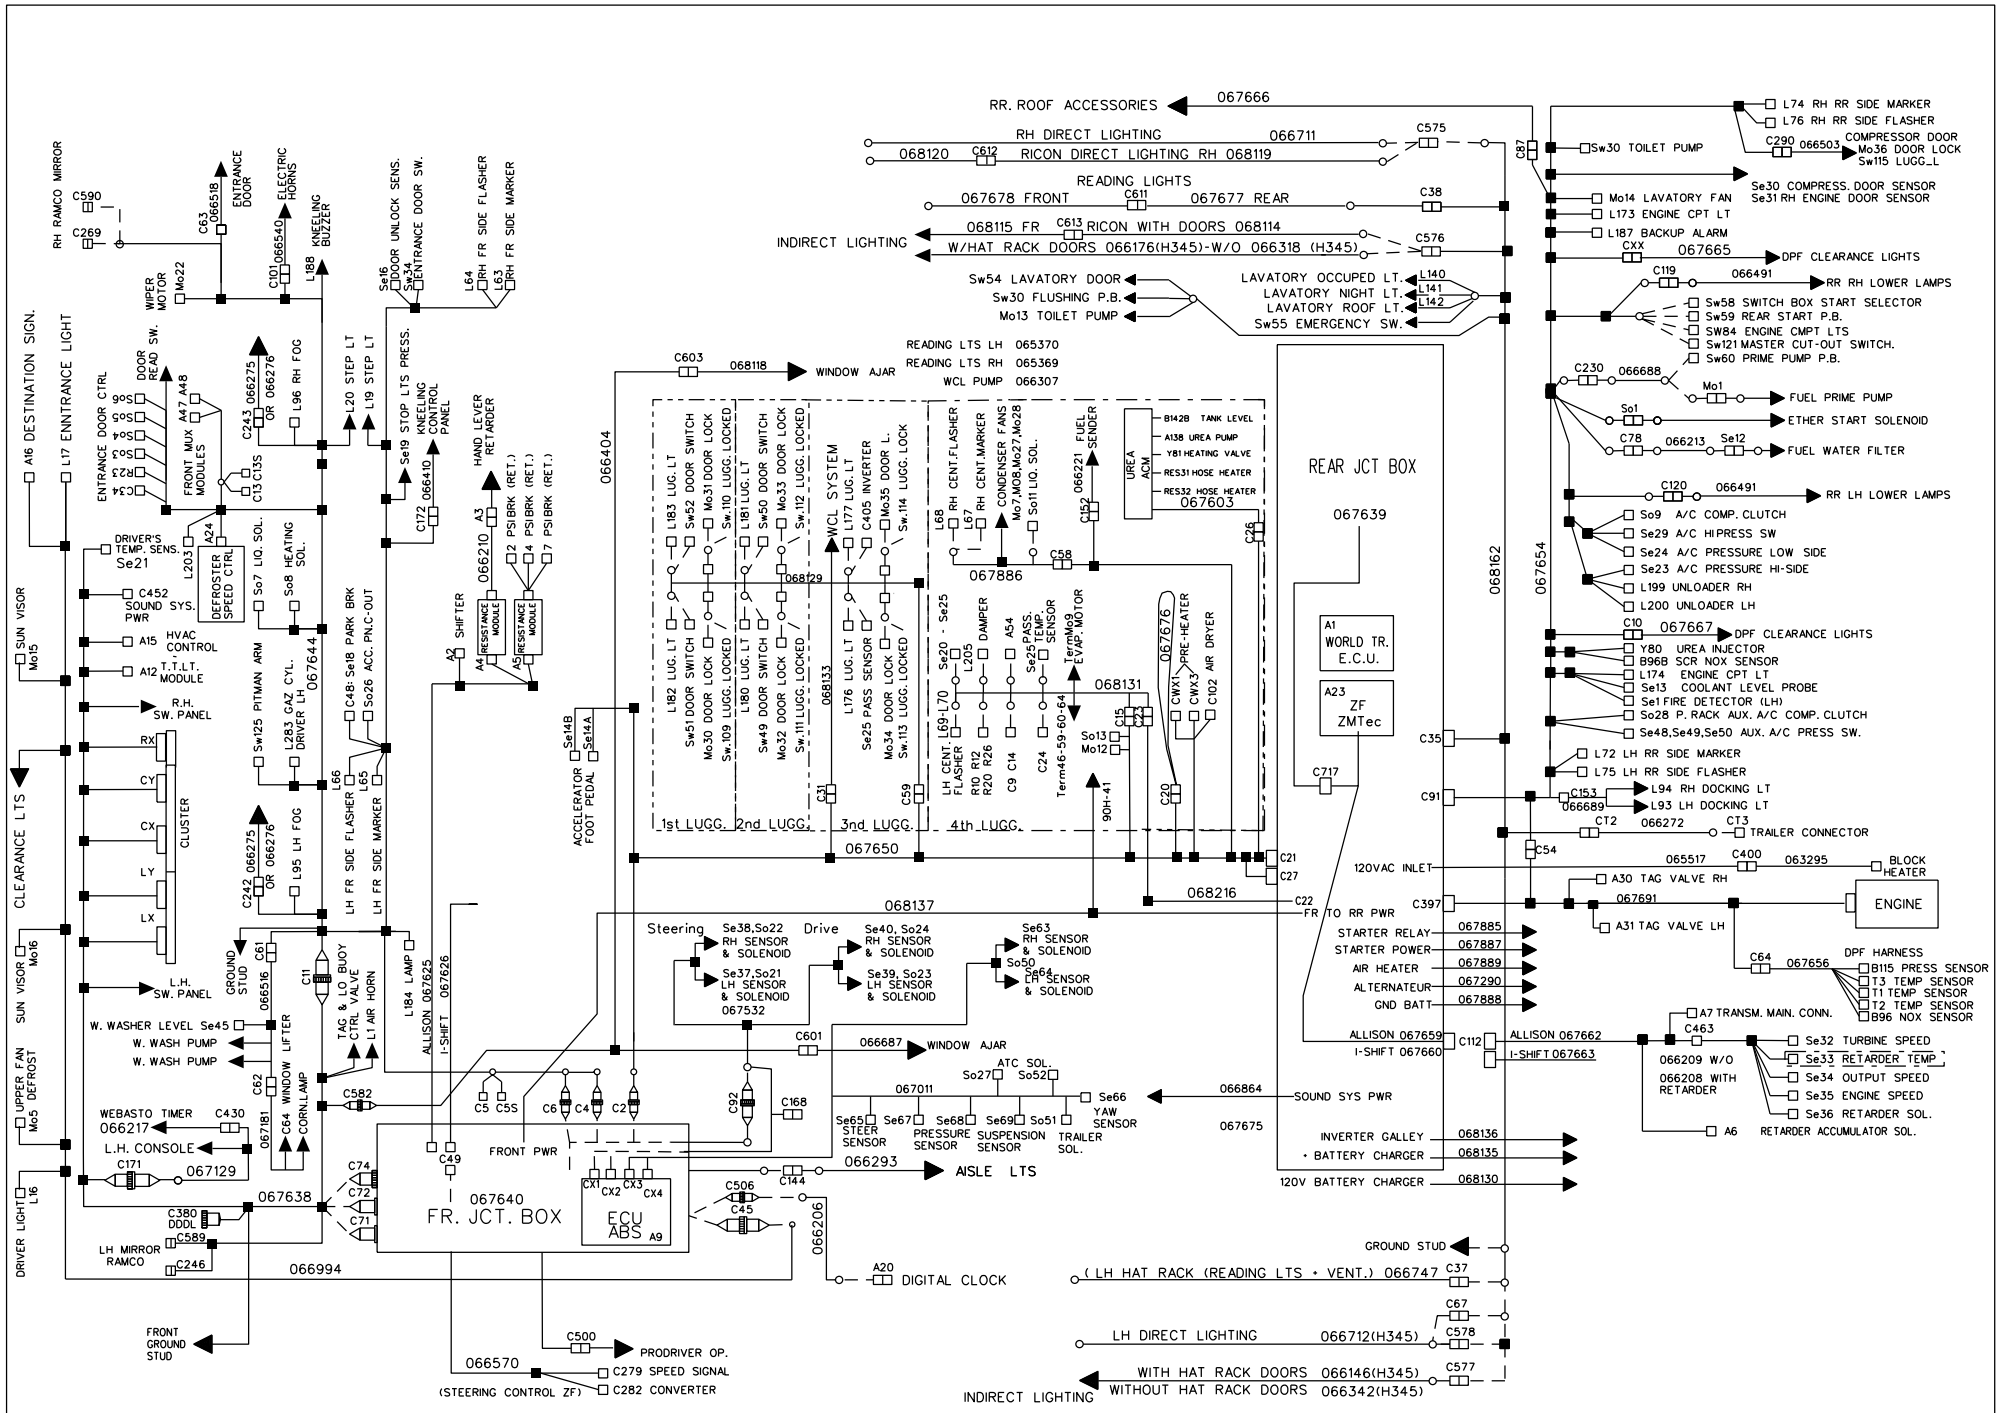 RR. ROOF ACCESSORIES
067666
RH DIRECT LIGHTING
066711
C575
068120
C612
RICON DIRECT LIGHTING RH 068119
READING LIGHTS
067678 FRONT
C611
067677 REAR
C38
068115 FR
C613
RICON WITH DOORS 068114
INDIRECT LIGHTING
W/HAT RACK DOORS 066176(H345)-W/O 066318 (H345)
C576
Sw54 LAVATORY DOOR
Sw30 FLUSHING P.B.
Mo13 TOILET PUMP
LAVATORY OCCUPED LT.
L140
LAVATORY NIGHT LT.
L141
LAVATORY ROOF LT.
L142
Sw55 EMERGENCY SW.
READING LTS LH 065370
READING LTS RH 065369
WCL PUMP 066307
C603
068118
WINDOW AJAR
C87
L74 RH RR SIDE MARKER
L76 RH RR SIDE FLASHER
C290
066503
COMPRESSOR DOOR
Mo36 DOOR LOCK
Sw115 LUGG_L
Sw30 TOILET PUMP
Se30 COMPRESS. DOOR SENSOR
Se31 RH ENGINE DOOR SENSOR
Mo14 LAVATORY FAN
L173 ENGINE CPT LT
L187 BACKUP ALARM
CXX
067665
DPF CLEARANCE LIGHTS
C119
066491
RR RH LOWER LAMPS
Sw58 SWITCH BOX START SELECTOR
Sw59 REAR START P.B.
SW84 ENGINE CMPT LTS
Sw121 MASTER CUT-OUT SWITCH.
Sw60 PRIME PUMP P.B.
C230
066688
Mo1
FUEL PRIME PUMP
So1
ETHER START SOLENOID
C78
066213
Se12
FUEL WATER FILTER
C120
066491
RR LH LOWER LAMPS
So9 A/C COMP. CLUTCH
Se29 A/C HIPRESS SW
Se24 A/C PRESSURE LOW SIDE
Se23 A/C PRESSURE HI-SIDE
L199 UNLOADER RH
L200 UNLOADER LH
C10
067667
DPF CLEARANCE LIGHTS
Y80 UREA INJECTOR
B96B SCR NOX SENSOR
L174 ENGINE CPT LT
Se13 COOLANT LEVEL PROBE
Se1 FIRE DETECTOR (LH)
So28 P. RACK AUX. A/C COMP. CLUTCH
Se48,Se49,Se50 AUX. A/C PRESS SW.
L72 LH RR SIDE MARKER
L75 LH RR SIDE FLASHER
C153
066689
L94 RH DOCKING LT
L93 LH DOCKING LT
CT2
066272
CT3
TRAILER CONNECTOR
C54
068162
067654
065517
C400
063295
BLOCK
HEATER
A30 TAG VALVE RH
067691
A31 TAG VALVE LH
ENGINE
DPF HARNESS
C64
067656
B115 PRESS SENSOR
T3 TEMP SENSOR
T1 TEMP SENSOR
T2 TEMP SENSOR
B96 NOX SENSOR
A7 TRANSM. MAIN. CONN.
C463
ALLISON 067662
I-SHIFT 067663
066209 W/O
066208 WITH
RETARDER
Se32 TURBINE SPEED
Se33 RETARDER TEMP
Se34 OUTPUT SPEED
Se35 ENGINE SPEED
Se36 RETARDER SOL.
A6
RETARDER ACCUMULATOR SOL.
REAR JCT BOX
067639
A1
WORLD TR.
E.C.U.
A23
ZF
ZMTec
C717
C35
C91
120VAC INLET
C397
FR TO RR PWR
STARTER RELAY
067885
STARTER POWER
067887
AIR HEATER
067889
ALTERNATEUR
067290
GND BATT
067888
ALLISON 067659
I-SHIFT 067660
C112
SOUND SYS PWR
066864
067675
INVERTER GALLEY
068136
+ BATTERY CHARGER
068135
120V BATTERY CHARGER
068130
C21
C27
C22
GROUND STUD
( LH HAT RACK (READING LTS + VENT.) 066747
C37
C67
LH DIRECT LIGHTING
066712(H345)
C578
INDIRECT LIGHTING
WITH HAT RACK DOORS 066146(H345)
WITHOUT HAT RACK DOORS 066342(H345)
C577
RH RAMCO MIRROR
C590
C269
C63
066518
ENTRANCE
DOOR
C101
066540
ELECTRIC
HORNS
L188
KNEELING
BUZZER
WIPER
MOTOR
Mo22
Se16
DOOR UNLOCK SENS.
Sw34
ENTRANCE DOOR SW.
L64
RH FR SIDE FLASHER
L63
RH FR SIDE MARKER
A16 DESTINATION SIGN.
L17 ENNTRANCE LIGHT
ENTRANCE DOOR CTRL
So6
So5
So4
So3
R23
C34
DOOR
READ SW.
A47
A48
FRONT MUX
MODULES
C13
C13S
C243
066275
OR 066276
L96 RH FOG
L20 STEP LT
L19 STEP LT
Se19 STOP LTS PRESS.
C172
066410
KNEELING
CONTROL
PANEL
HAND LEVER
RETARDER
A3
066210
2 PSI BRK (RET.)
4 PSI BRK (RET.)
7 PSI BRK (RET.)
RESISTANCE
MODULE
A4
RESISTANCE
MODULE
A5
A2 SHIFTER
DRIVER'S
TEMP. SENS.
Se21
L203
A24
DEFROSTER
SPEED CTRL
So7 LIQ. SOL.
So8 HEATING
SOL.
C452
SOUND SYS.
PWR
A15 HVAC
CONTROL
A12 T.T.LT.
MODULE
R.H.
SW. PANEL
067644
Sw125 PITMAN ARM
L283 GAZ CYL.
DRIVER LH
C48: Se18 PARK BRK
So26 ACC. PN.C-OUT
L66
L65
LH FR SIDE FLASHER
LH FR SIDE MARKER
SUN VISOR
Mo15
CLEARANCE LTS
SUN VISOR
Mo16
UPPER FAN
Mo5 DEFROST
DRIVER LIGHT
L16
RX
CY
CX
LY
LX
CLUSTER
L.H.
SW. PANEL
C242
066275
OR 066276
L95 LH FOG
GROUND
STUD
C61
066516
C11
W. WASHER LEVEL Se45
W. WASH PUMP
W. WASH PUMP
C62
067181
C64 WINDOW LIFTER
CORN.LAMP
TAG & LO BUOY
CTRL VALVE
L1 AIR HORN
L184 LAMP
ALLISON 067625
I-SHIFT 067626
C582
WEBASTO TIMER
066217
C430
L.H. CONSOLE
C171
067129
067638
C380
DDDL
C589
LH MIRROR
RAMCO
C246
066994
C74
C72
C71
FRONT
GROUND
STUD
066404
ACCELERATOR
FOOT PEDAL
Se14B
Se14A
L183 LUG. LT
Sw52 DOOR SWITCH
Mo31 DOOR LOCK
Sw.110 LUGG. LOCKED
L181 LUG. LT
Sw50 DOOR SWITCH
Mo33 DOOR LOCK
Sw.112 LUGG. LOCKED
068129
L182 LUG. LT
Sw51 DOOR SWITCH
Mo30 DOOR LOCK
Sw.109 LUGG. LOCKED
L180 LUG. LT
Sw49 DOOR SWITCH
Mo32 DOOR LOCK
Sw.111 LUGG. LOCKED
WCL SYSTEM
068133
L177 LUG. LT
C405 INVERTER
Mo35 DOOR L.
Sw.114 LUGG. LOCK
L176 LUG. LT
Se25 PASS SENSOR
Mo34 DOOR LOCK
Sw.113 LUGG. LOCKED
C31
C59
1st LUGG.
2nd LUGG.
3rd LUGG.
4th LUGG.
L68
RH CENT.FLASHER
L67
RH CENT.MARKER
CONDENSER FANS
Mo7,MO8,Mo27,Mo28
So11 LIQ. SOL.
C58
067886
C152
066221 FUEL
SENDER
UREA
ACM
B142B TANK LEVEL
A138 UREA PUMP
Y81 HEATING VALVE
RES31 HOSE HEATER
RES32 HOSE HEATER
067603
C26
Se20 - Se25
L69-L70
LH CENT.
FLASHER
L205
DAMPER
R10 R12
R20 R26
A54
C9 C14
Se25 PASS.
TEMP.
SENSOR
C24
TermMo9
EVAP. MOTOR
Term46-59-60-64
068131
C15
C23
So13
Mo12
90H-41
067676
PRE-HEATER
CWX1
CWX3
C102 AIR DRYER
C20
067650
068216
068137
Steering
Se38,So22
RH SENSOR
& SOLENOID
Se37,So21
LH SENSOR
& SOLENOID
067532
Drive
Se40, So24
RH SENSOR
& SOLENOID
Se39, So23
LH SENSOR
& SOLENOID
Se63
RH SENSOR
& SOLENOID
So50
Se64
LH SENSOR
& SOLENOID
C601
066687
WINDOW AJAR
C5
C5S
C6
C4
C2
C92
C168
ATC SOL.
So27
So52
067011
Se65
STEER
SENSOR
Se67
Se68
PRESSURE
SENSOR
Se69
SUSPENSION
SENSOR
So51
TRAILER
SOL.
Se66
YAW
SENSOR
FRONT PWR
C49
067640
FR. JCT. BOX
CX1
CX2
CX3
CX4
ECU
ABS
A9
C144
066293
AISLE LTS
C506
C45
066206
A20
DIGITAL CLOCK
C500
PRODRIVER OP.
066570
(STEERING CONTROL ZF)
C279 SPEED SIGNAL
C282 CONVERTER